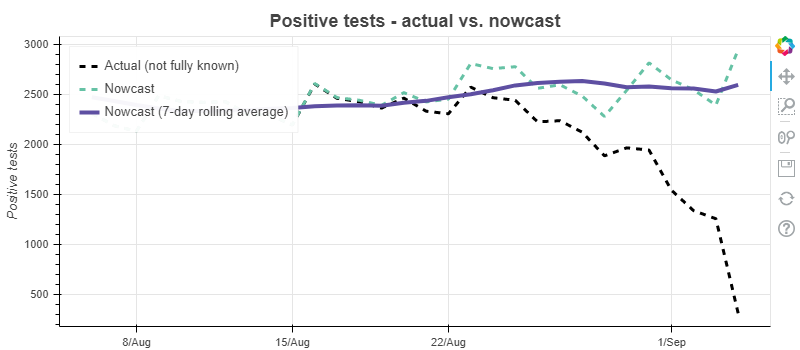 Positive tests - actual vs. nowcast
3000
2500
2000
1500
1000
500
Positive tests
Actual (not fully known)
Nowcast
Nowcast (7-day rolling average)
8/Aug
15/Aug
22/Aug
1/Sep